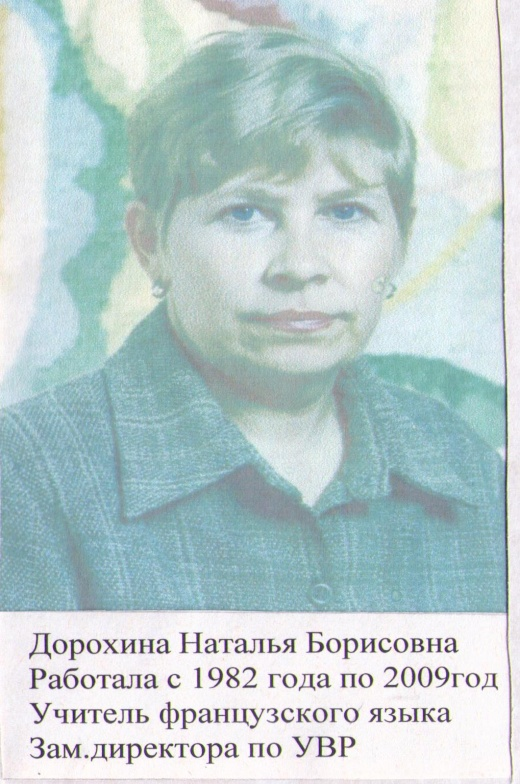 Дорохина Наталья Борисовна
Работала с 1982 года по 2009год
Учитель французского языка
Зам.директора по УВР